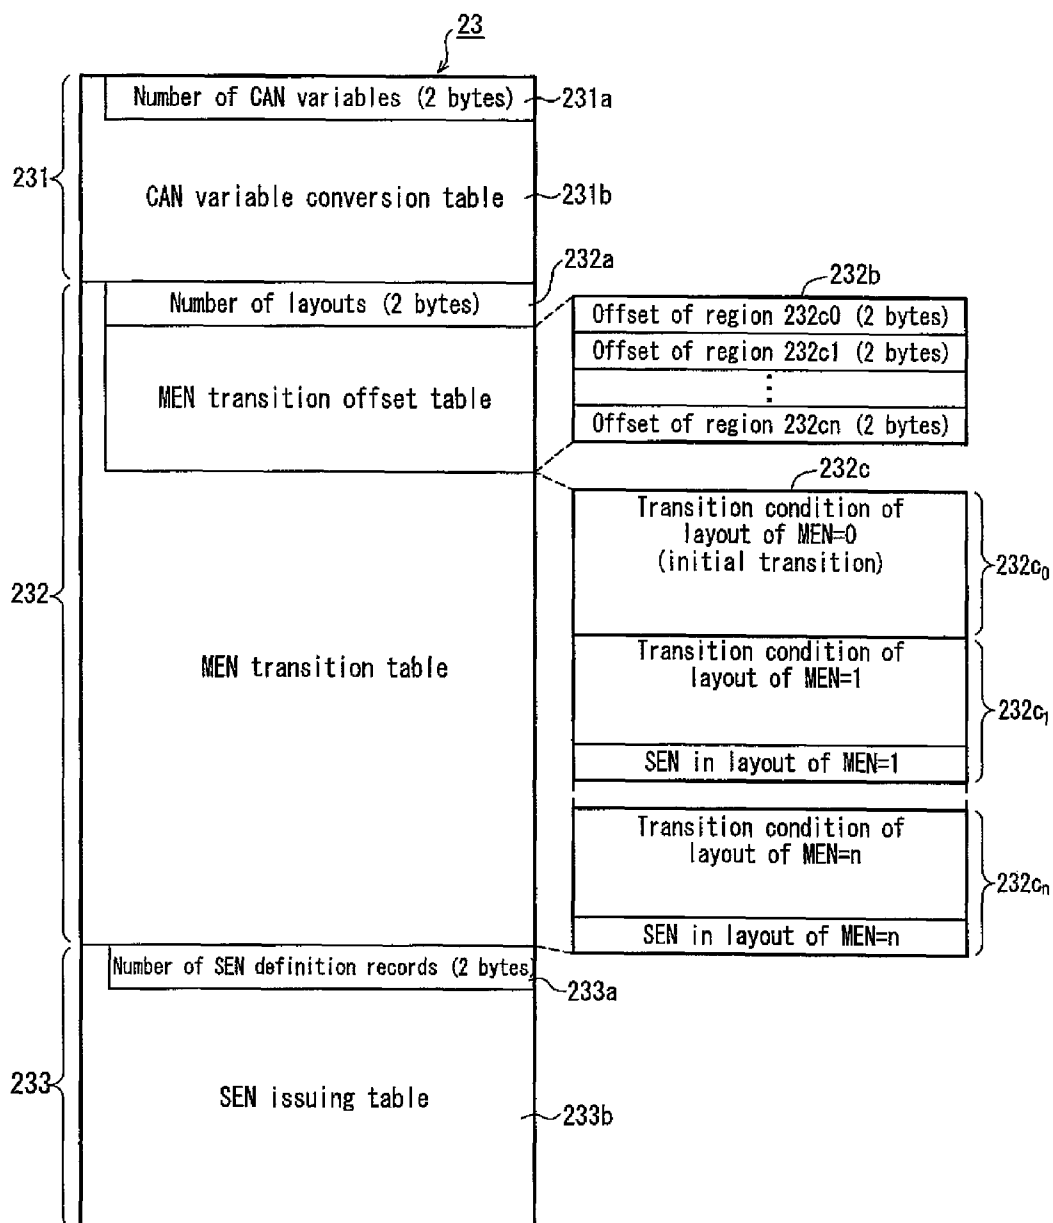 23
Number of CAN variables (2 bytes)
231a
231
CAN variable conversion table
231b
232a
Number of layouts (2 bytes)
232b
Offset of region 232c0 (2 bytes)
Offset of region 232c1 (2 bytes)
⋮
Offset of region 232cn (2 bytes)
MEN transition offset table
232c
Transition condition of
layout of MEN=0
(initial transition)
232c₀
232
MEN transition table
Transition condition of
layout of MEN=1
232c₁
SEN in layout of MEN=1
Transition condition of
layout of MEN=n
232cₙ
SEN in layout of MEN=n
Number of SEN definition records (2 bytes)
233a
233
SEN issuing table
233b